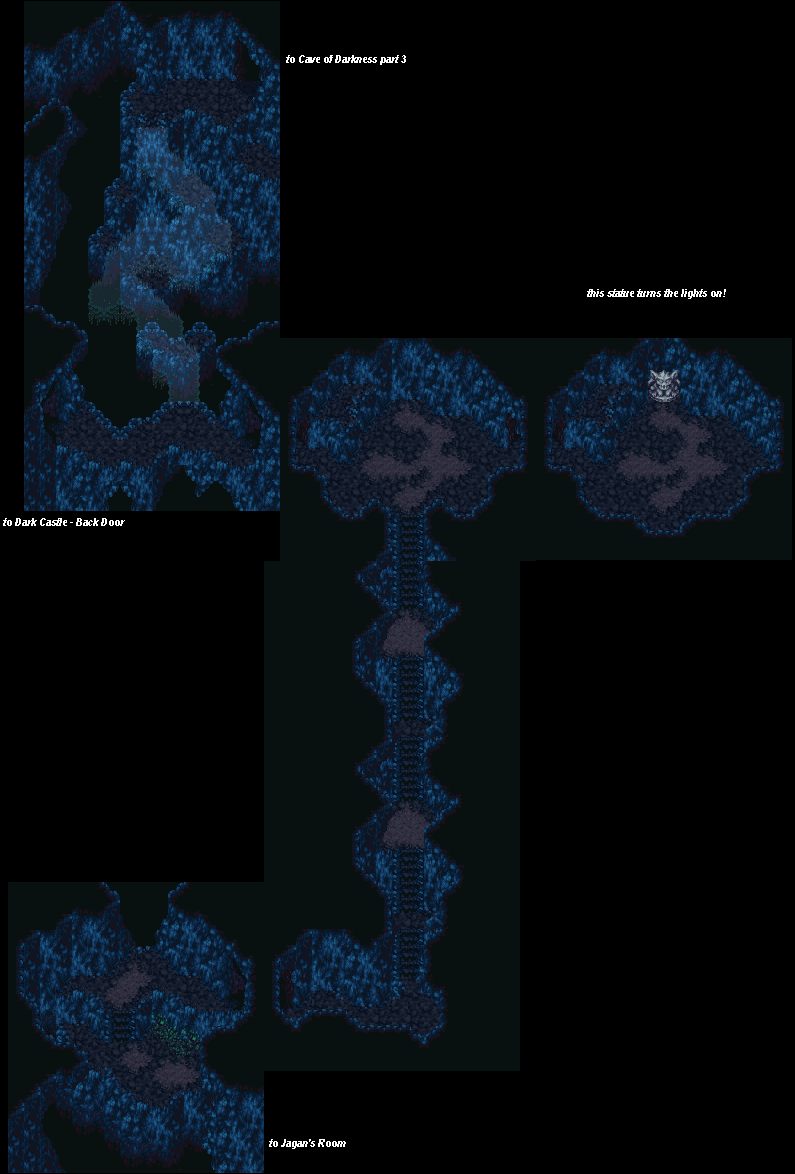 to Cave of Darkness part 3
this statue turns the lights on!
to Dark Castle - Back Door
to Jagan's Room